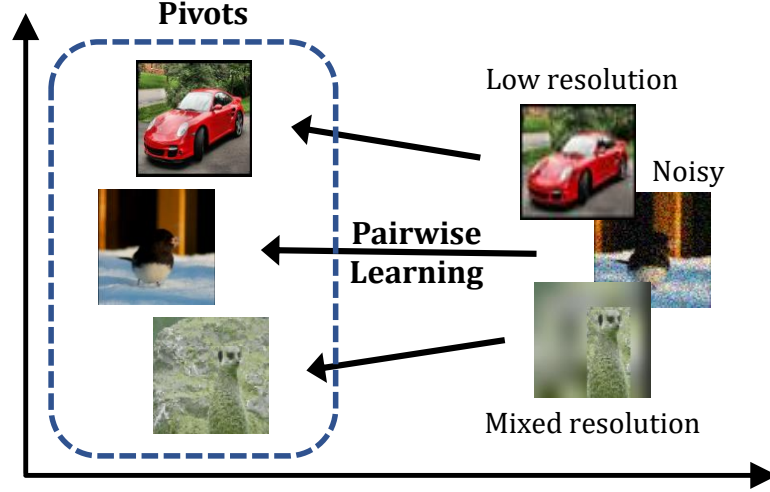 Pivots
Low resolution
Noisy
Pairwise
Learning
Mixed resolution